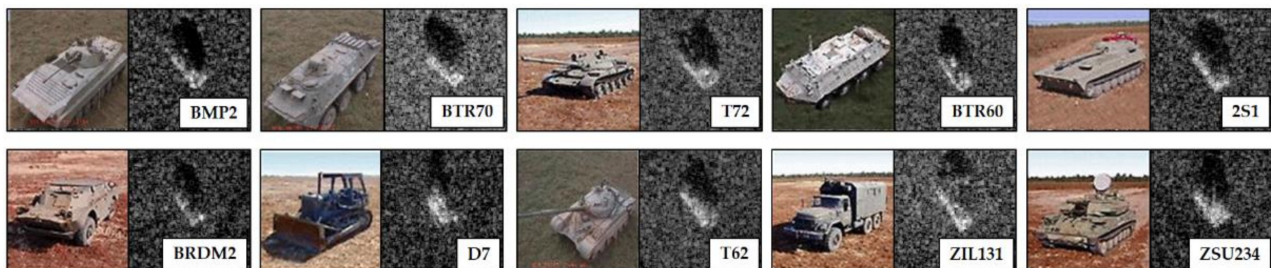 BMP2
BTR70
T72
BTR60
2S1
BRDM2
D7
T62
ZIL131
ZSU234